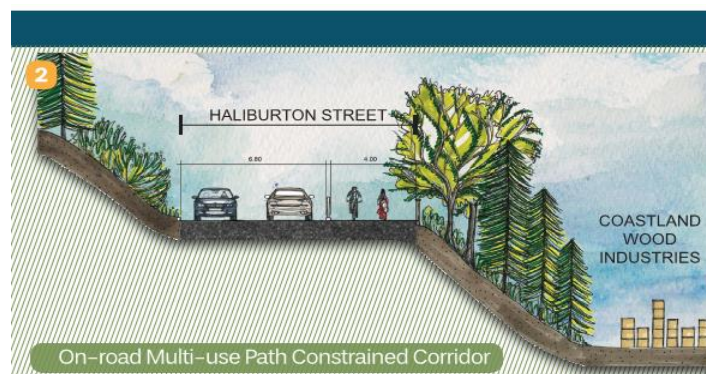 2
HALIBURTON STREET
6.80
4.00
COASTLAND
WOOD
INDUSTRIES
On-road Multi-use Path Constrained Corridor